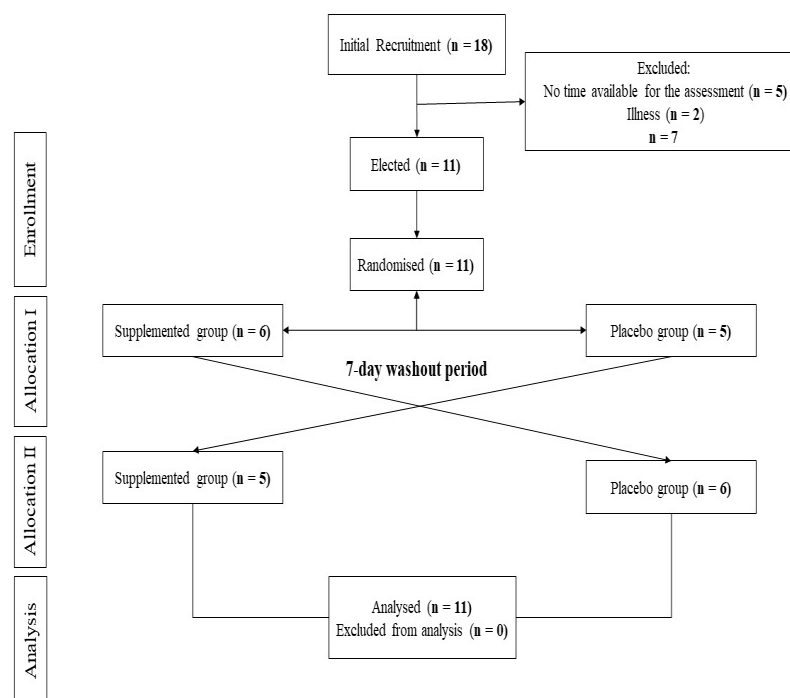 Initial Recruitment (n = 18)
Excluded:
No time available for the assessment (n = 5)
Illness (n = 2)
n = 7
Enrollment
Elected (n = 11)
Randomised (n = 11)
Allocation I
Supplemented group (n = 6)
Placebo group (n = 5)
7-day washout period
Allocation II
Supplemented group (n = 5)
Placebo group (n = 6)
Analysis
Analysed (n = 11)
Excluded from analysis (n = 0)